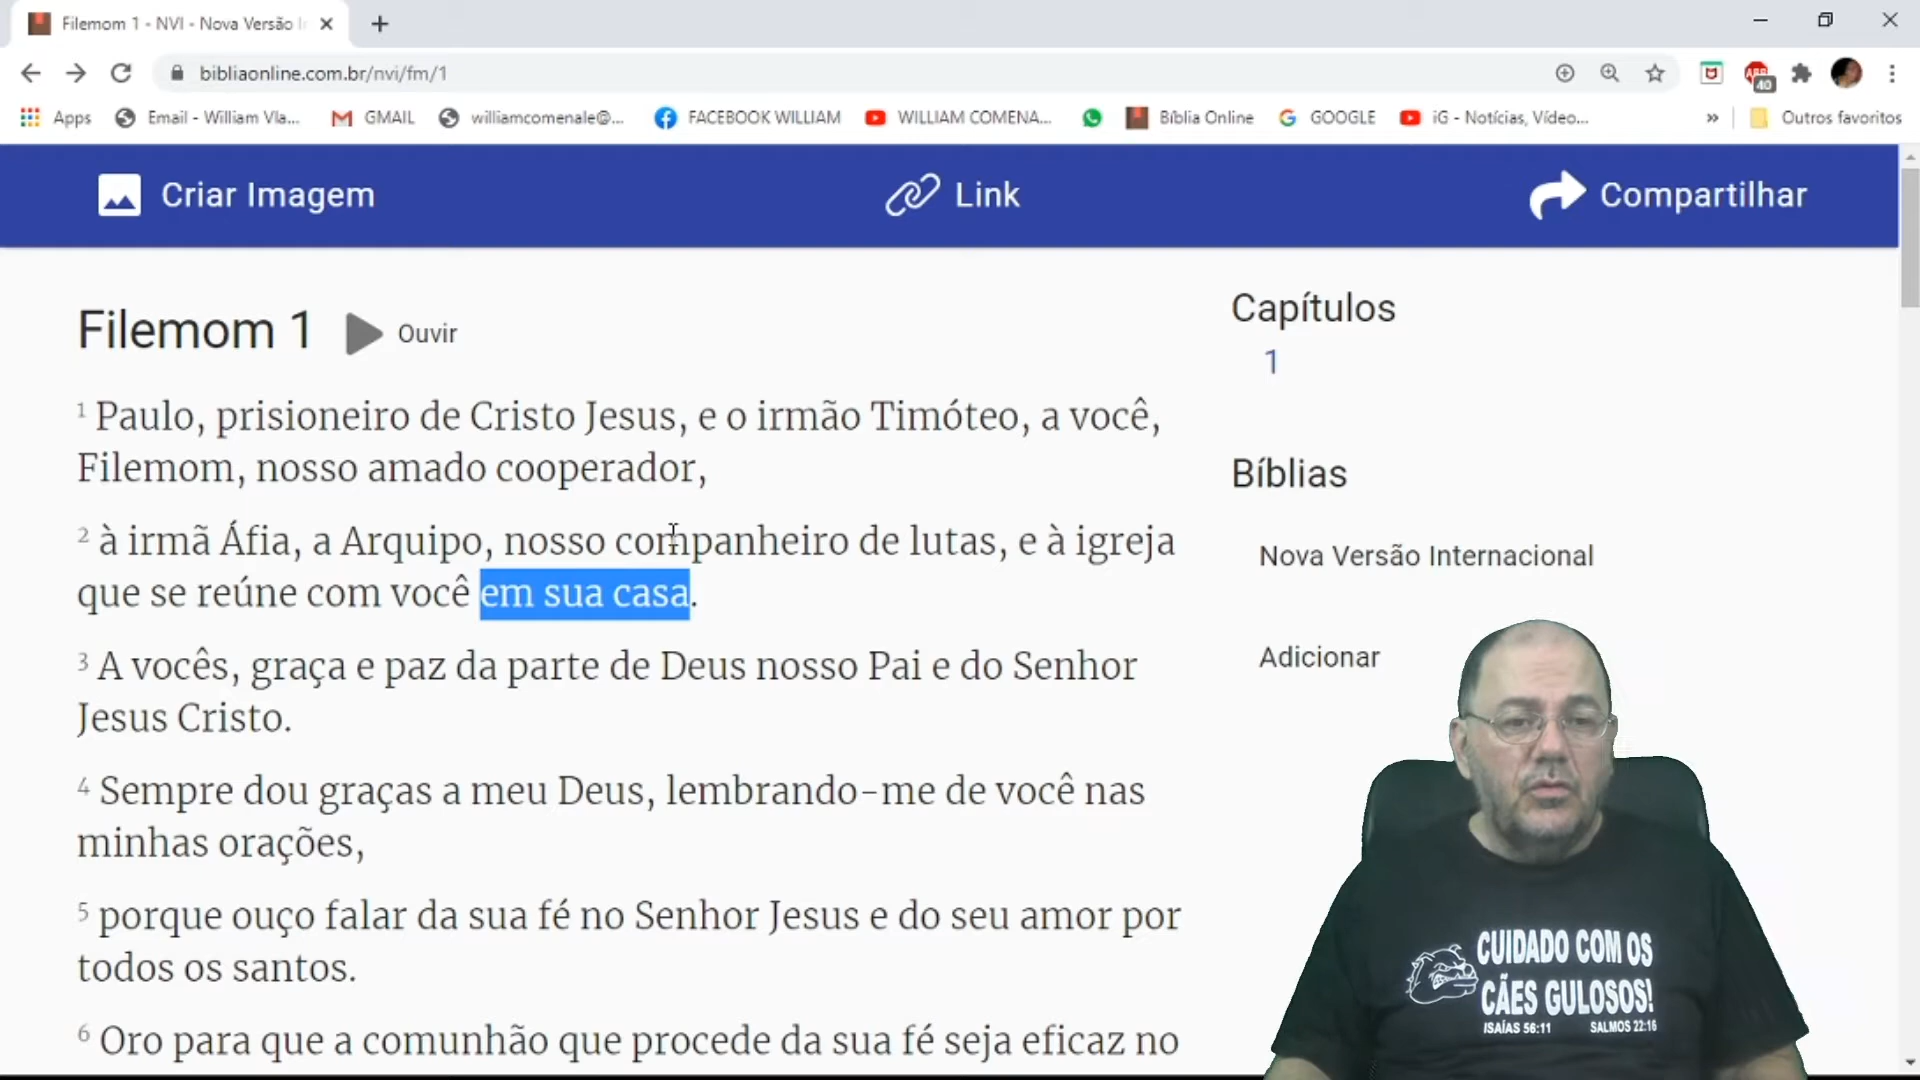 Filemom 1 - NVI - Nova Versão I
bibliaonline.com.br/nvi/fm/1
40
Apps
Email - William Vla...
GMAIL
williamcomenale@...
FACEBOOK WILLIAM
WILLIAM COMENA...
Bíblia Online
GOOGLE
iG - Notícias, Vídeo...
»
Outros favoritos
Criar Imagem
Link
Compartilhar
Filemom 1
Ouvir
1 Paulo, prisioneiro de Cristo Jesus, e o irmão Timóteo, a você,
Filemom, nosso amado cooperador,
2 à irmã Áfia, a Arquipo, nosso companheiro de lutas, e à igreja
que se reúne com você em sua casa.
3 A vocês, graça e paz da parte de Deus nosso Pai e do Senhor
Jesus Cristo.
4 Sempre dou graças a meu Deus, lembrando-me de você nas
minhas orações,
5 porque ouço falar da sua fé no Senhor Jesus e do seu amor por
todos os santos.
6 Oro para que a comunhão que procede da sua fé seja eficaz no
Capítulos
1
Bíblias
Nova Versão Internacional
Adicionar
CUIDADO COM OS
CÃES GULOSOS!
ISAÍAS 56:11 SALMOS 22:16